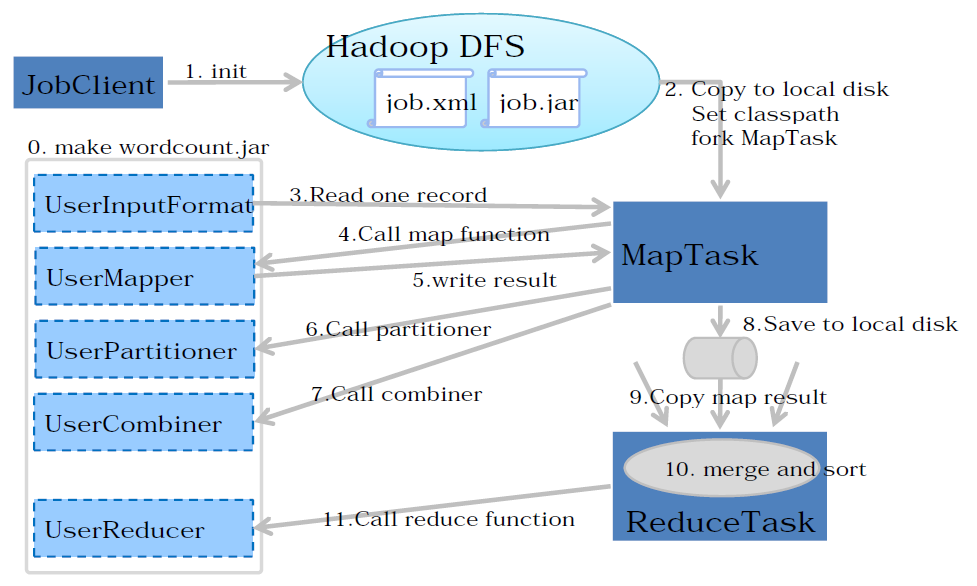 Hadoop DFS
JobClient
1. init
job.xml
job.jar
2. Copy to local disk
Set classpath
fork MapTask
0. make wordcount.jar
UserInputFormat
3.Read one record
4.Call map function
MapTask
UserMapper
5.write result
6.Call partitioner
8.Save to local disk
UserPartitioner
7.Call combiner
9.Copy map result
UserCombiner
10. merge and sort
UserReducer
11.Call reduce function
ReduceTask